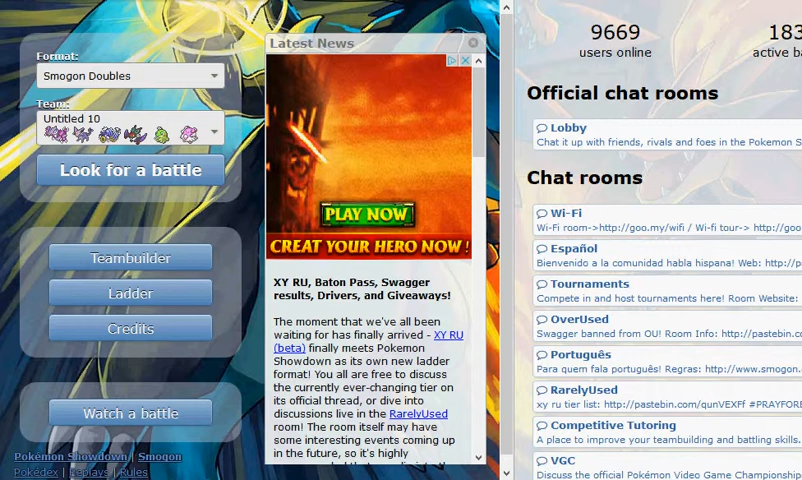 Format:
Smogon Doubles
Team:
Untitled 10
Look for a battle
Teambuilder
Ladder
Credits
Watch a battle
Pokémon Showdown | Smogon
Pokédex | Replays | Rules
Latest News
PLAY NOW
CREAT YOUR HERO NOW !
XY RU, Baton Pass, Swagger
results, Drivers, and Giveaways!
The moment that we've all been
waiting for has finally arrived - XY RU
(beta) finally meets Pokemon
Showdown as its own new ladder
format! You all are free to discuss
the currently ever-changing tier on
its official thread, or dive into
discussions live in the RarelyUsed
room! The room itself may have
some interesting events coming up
in the future, so it's highly
9669
users online
183
active ba
Official chat rooms
Lobby
Chat it up with friends, rivals and foes in the Pokemon S
Chat rooms
Wi-Fi
Wi-Fi room->http://goo.my/wifi / Wi-fi tour-> http://goo
Español
Bienvenido a la comunidad habla hispana! Web: http://pa
Tournaments
Compete in and host tournaments here! Room Website:
OverUsed
Swagger banned from OU! Room Info: http://pastebin.c
Português
Para quem fala português! Regras: http://www.smogon.
RarelyUsed
xy ru tier list: http://pastebin.com/qunVEXFf #PRAYFORE
Competitive Tutoring
A place to improve your teambuilding and battling skills.
VGC
Discuss the official Pokémon Video Game Championship